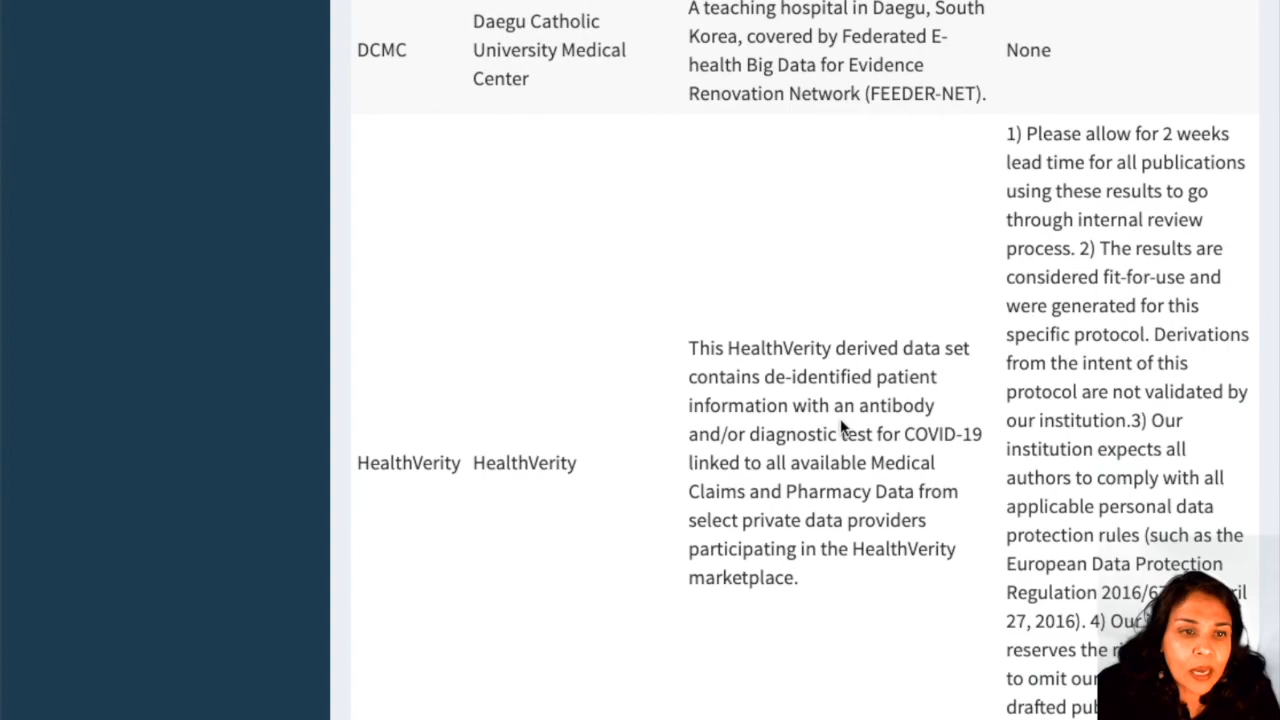 DCMC
Daegu Catholic
University Medical
Center
A teaching hospital in Daegu, South
Korea, covered by Federated E-
health Big Data for Evidence
Renovation Network (FEEDER-NET).
None
HealthVerity
HealthVerity
This HealthVerity derived data set
contains de-identified patient
information with an antibody
and/or diagnostic test for COVID-19
linked to all available Medical
Claims and Pharmacy Data from
select private data providers
participating in the HealthVerity
marketplace.
1) Please allow for 2 weeks
lead time for all publications
using these results to go
through internal review
process. 2) The results are
considered fit-for-use and
were generated for this
specific protocol. Derivations
from the intent of this
protocol are not validated by
our institution.3) Our
institution expects all
authors to comply with all
applicable personal data
protection rules (such as the
European Data Protection
Regulation
27, 2016). 4) Our
reserves the
to omit
drafted